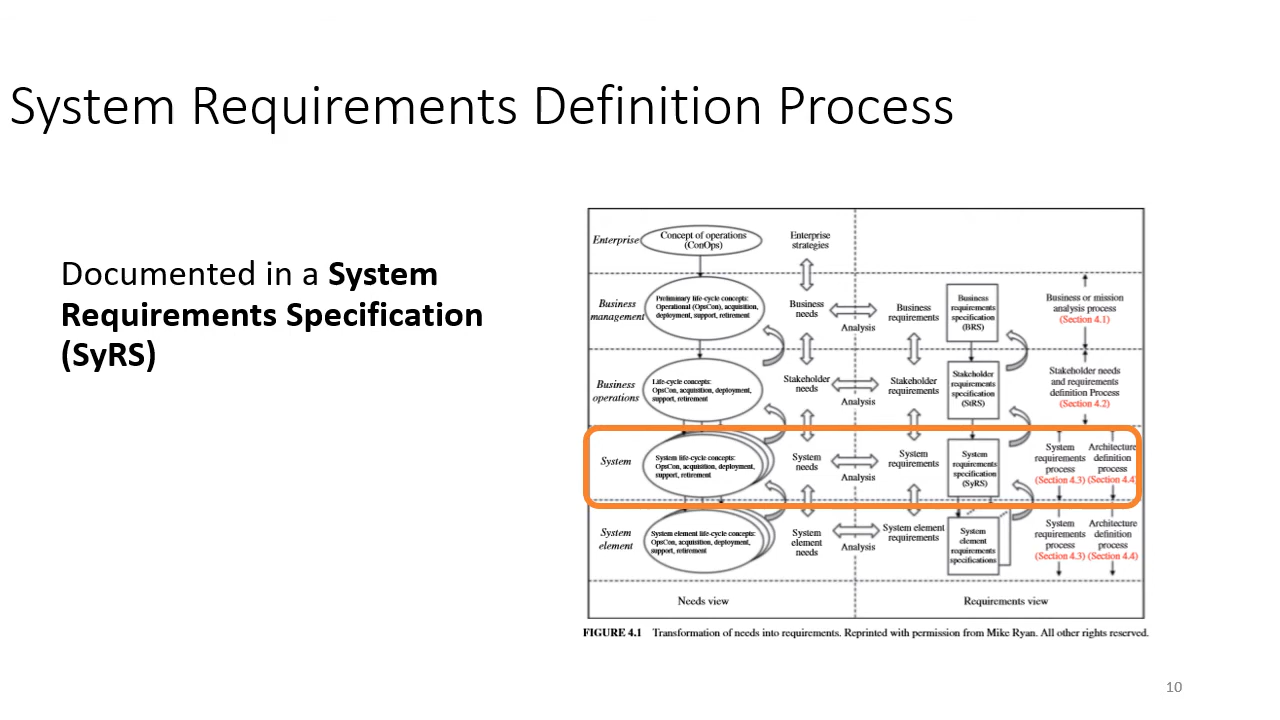 System Requirements Definition Process
Documented in a System
Requirements Specification
(SyRS)
Enterprise
Concept of operations
(ConOps)
Enterprise
strategies
Business
management
Preliminary life-cycle concepts:
Operational (OpsCon), acquisition,
deployment, support, retirement
Business
needs
Analysis
Business
requirements
Business
requirements
specification
(BRS)
Business or mission
analysis process
(Section 4.1)
Business
operations
Life-cycle concepts:
OpsCon, acquisition, deployment,
support, retirement
Stakeholder
needs
Analysis
Stakeholder
requirements
Stakeholder
requirements
specification
(StRS)
Stakeholder needs
and requirements
definition Process
(Section 4.2)
System
System life-cycle concepts:
OpsCon, acquisition, deployment,
support, retirement
System
needs
Analysis
System
requirements
System
requirements
specification
(SyRS)
System
requirements
process
(Section 4.3)
Architecture
definition
process
(Section 4.4)
System
element
System element life-cycle concepts:
OpsCon, acquisition, deployment,
support, retirement
System
element
needs
Analysis
System element
requirements
System
element
requirements
specifications
System
requirements
process
(Section 4.3)
Architecture
definition
process
(Section 4.4)
Needs view
Requirements view
FIGURE 4.1 Transformation of needs into requirements. Reprinted with permission from Mike Ryan. All other rights reserved.
10